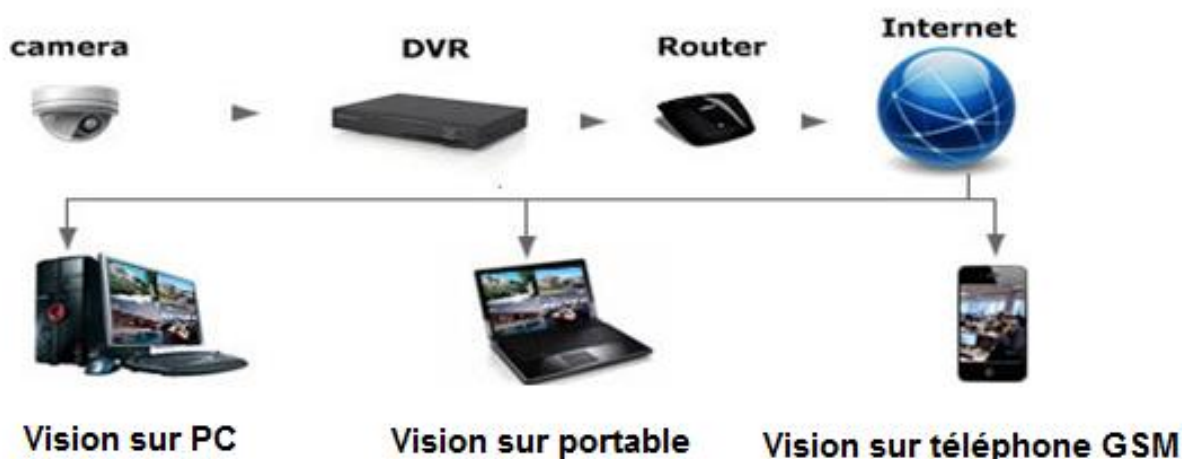 camera
DVR
Router
Internet
Vision sur PC
Vision sur portable
Vision sur téléphone GSM